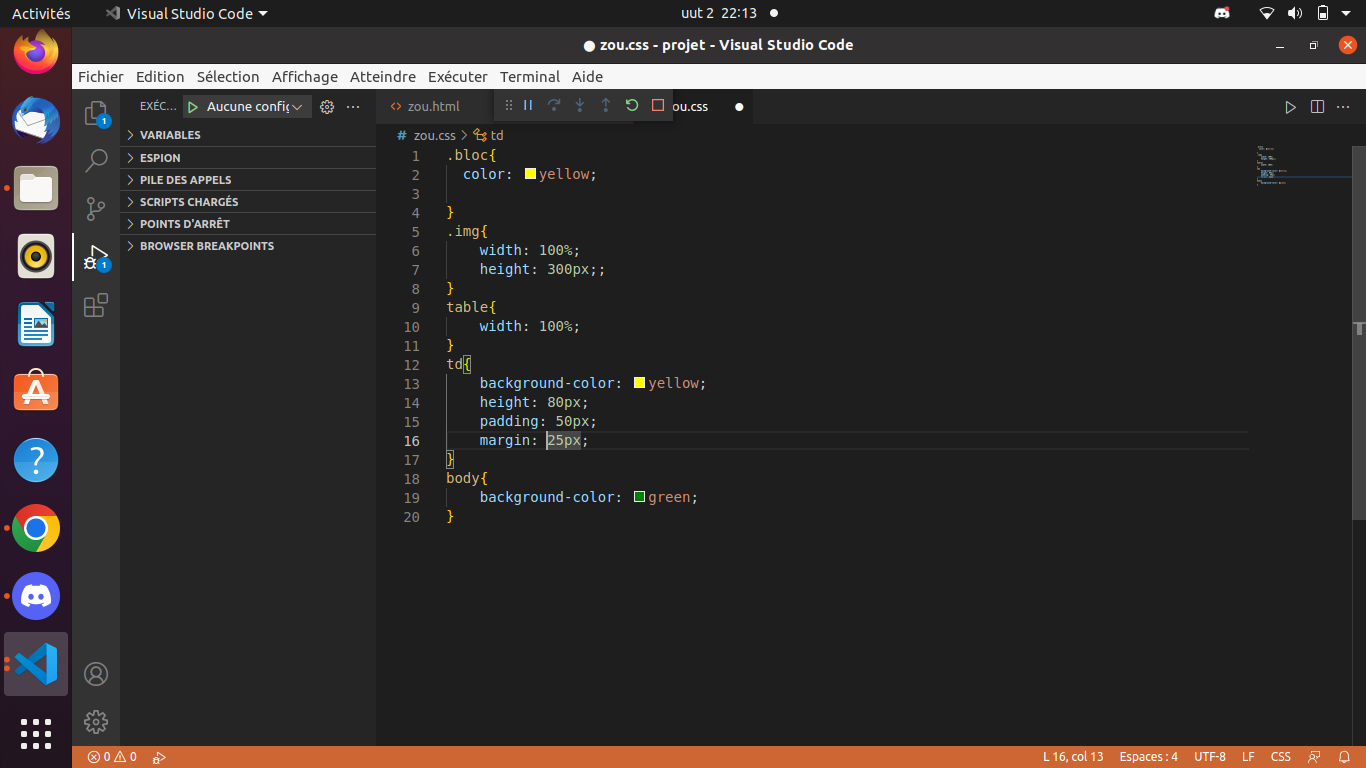 Activités Visual Studio Code uut 2 22:13
zou.css - projet - Visual Studio Code
Fichier Edition Sélection Affichage Atteindre Exécuter Terminal Aide
EXÉC... Aucune config zou.html ou.css
VARIABLES
ESPION
PILE DES APPELS
SCRIPTS CHARGÉS
POINTS D'ARRÊT
BROWSER BREAKPOINTS
1
1
# zou.css > td
1 .bloc{
2 color: yellow;
3
4 }
5 .img{
6 width: 100%;
7 height: 300px;;
8 }
9 table{
10 width: 100%;
11 }
12 td{
13 background-color: yellow;
14 height: 80px;
15 padding: 50px;
16 margin: 25px;
17 }
18 body{
19 background-color: green;
20 }
0 0 L 16, col 13 Espaces : 4 UTF-8 LF CSS